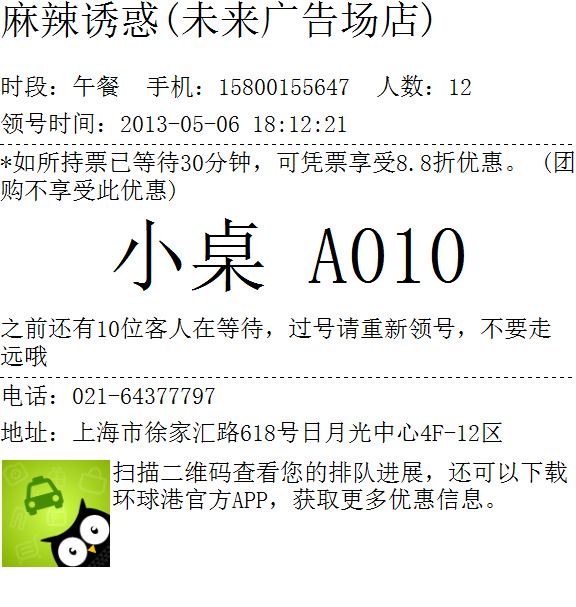 麻辣诱惑(未来广告场店)
时段：午餐 手机：15800155647 人数：12
领号时间：2013-05-06 18:12:21
*如所持票已等待30分钟，可凭票享受8.8折优惠。 (团
购不享受此优惠)
小桌 A010
之前还有10位客人在等待，过号请重新领号，不要走
远哦
电话：021-64377797
地址：上海市徐家汇路618号日月光中心4F-12区
扫描二维码查看您的排队进展，还可以下载
环球港官方APP，获取更多优惠信息。